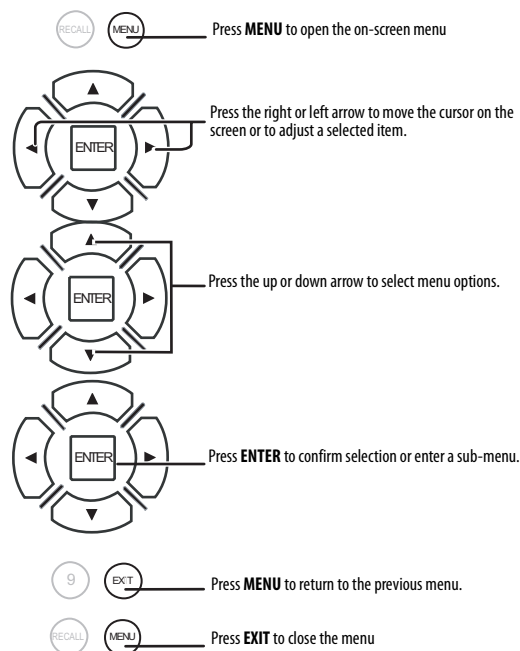 RECALL MENU Press MENU to open the on-screen menu
Press the right or left arrow to move the cursor on the
screen or to adjust a selected item.
ENTER
Press the up or down arrow to select menu options.
ENTER
Press ENTER to confirm selection or enter a sub-menu.
ENTER
9 EXIT Press MENU to return to the previous menu.
RECALL MENU Press EXIT to close the menu